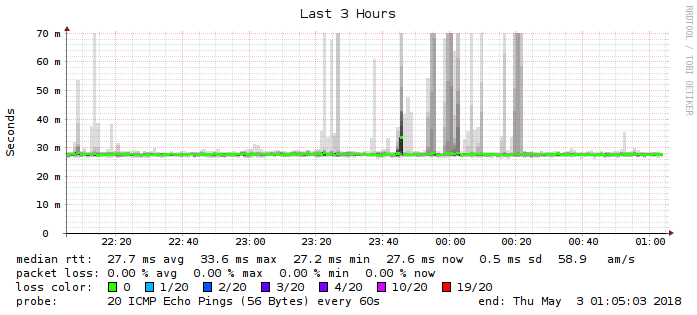 Last 3 Hours
RRDTOOL / TOBI OETIKER
Seconds
70 m
60 m
50 m
40 m
30 m
20 m
10 m
0
22:20 22:40 23:00 23:20 23:40 00:00 00:20 00:40 01:00
median rtt: 27.7 ms avg 33.6 ms max 27.2 ms min 27.6 ms now 0.5 ms sd 58.9 am/s
packet loss: 0.00 % avg 0.00 % max 0.00 % min 0.00 % now
loss color: 0 1/20 2/20 3/20 4/20 10/20 19/20
probe: 20 ICMP Echo Pings (56 Bytes) every 60s end: Thu May 3 01:05:03 2018